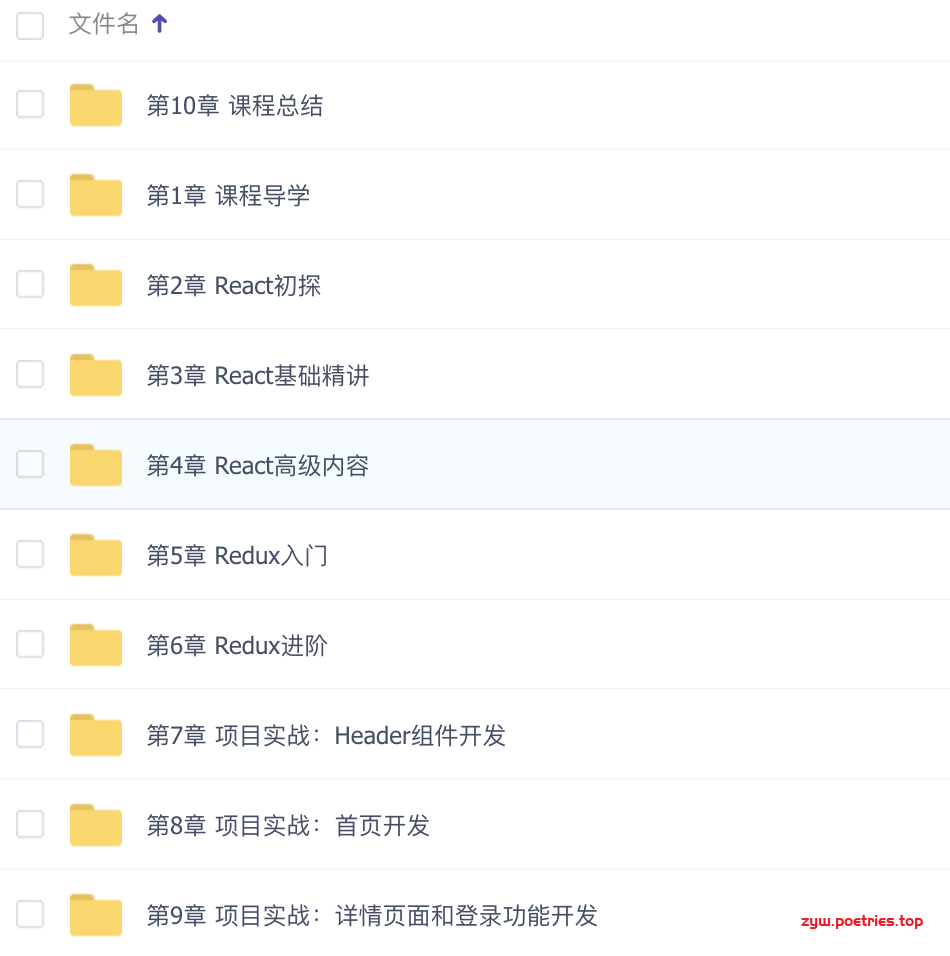 文件名
第10章 课程总结
第1章 课程导学
第2章 React初探
第3章 React基础精讲
第4章 React高级内容
第5章 Redux入门
第6章 Redux进阶
第7章 项目实战：Header组件开发
第8章 项目实战：首页开发
第9章 项目实战：详情页面和登录功能开发
zyw.poetries.top